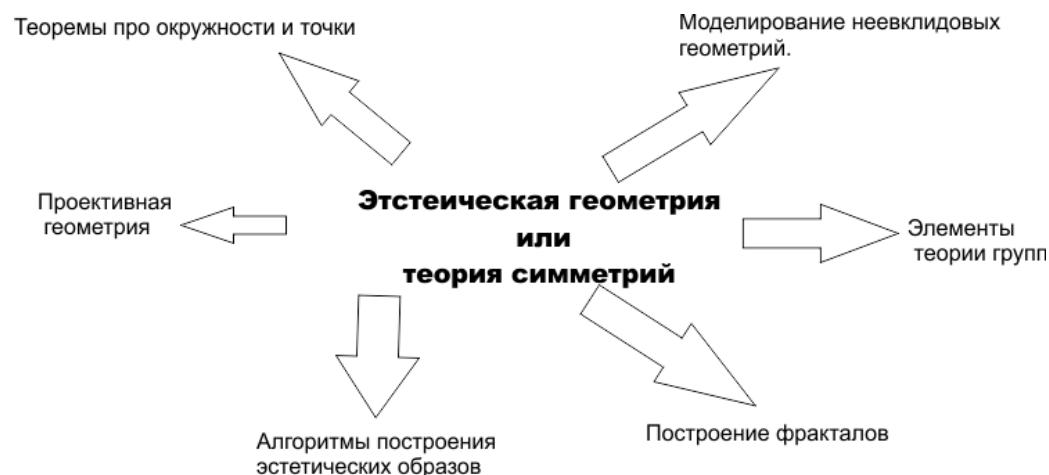 Теоремы про окружности и точки
Моделирование неевклидовых
геометрий.
Этстеическая геометрия
или
теория симметрий
Проективная
геометрия
Элементы
теории групп
Алгоритмы построения
эстетических образов
Построение фракталов